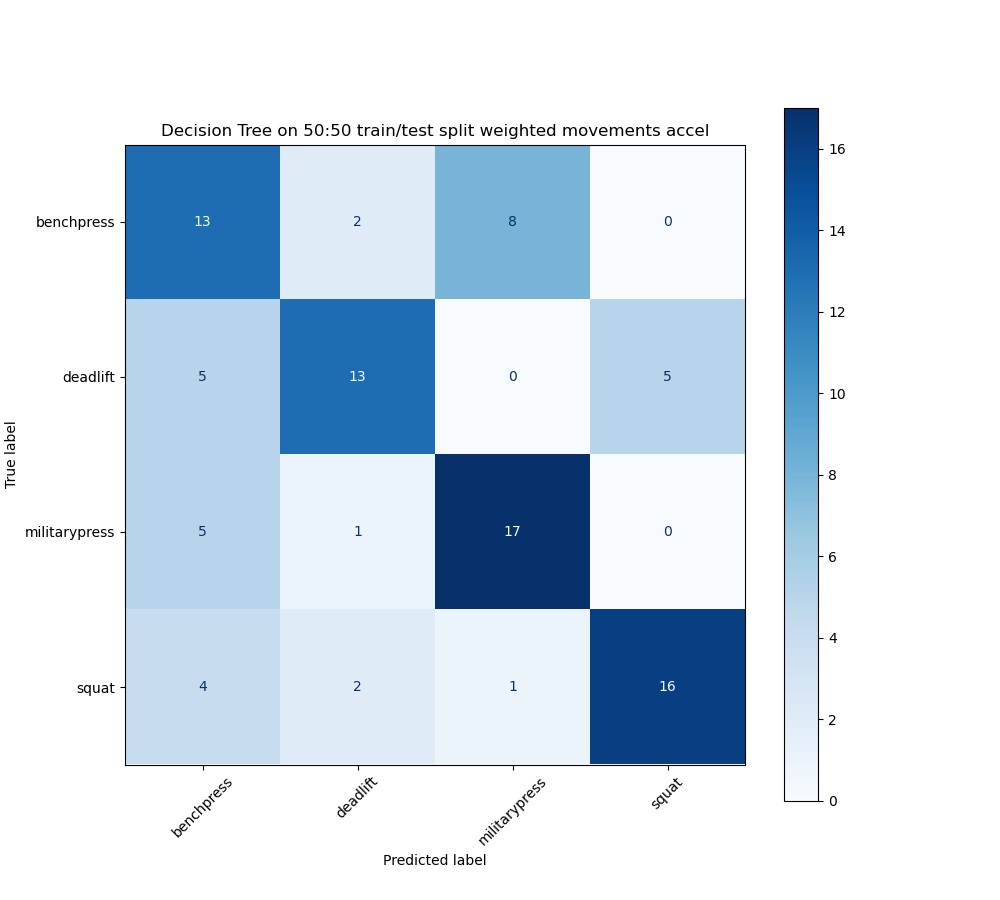 Decision Tree on 50:50 train/test split weighted movements accel
True label
benchpress 13 2 8 0
deadlift 5 13 0 5
militarypress 5 1 17 0
squat 4 2 1 16
benchpress deadlift militarypress squat
Predicted label
16
14
12
10
8
6
4
2
0